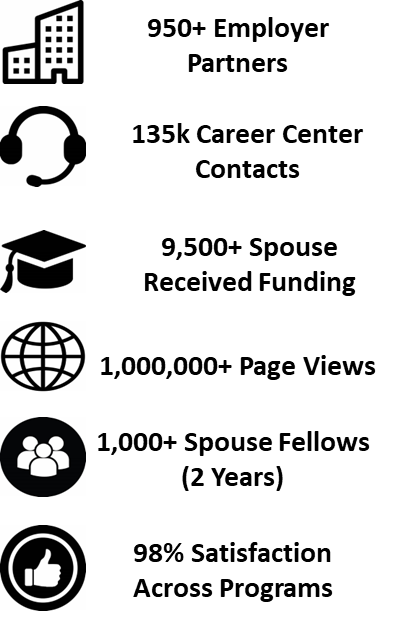 950+ Employer
Partners
135k Career Center
Contacts
9,500+ Spouse
Received Funding
1,000,000+ Page Views
1,000+ Spouse Fellows
(2 Years)
98% Satisfaction
Across Programs